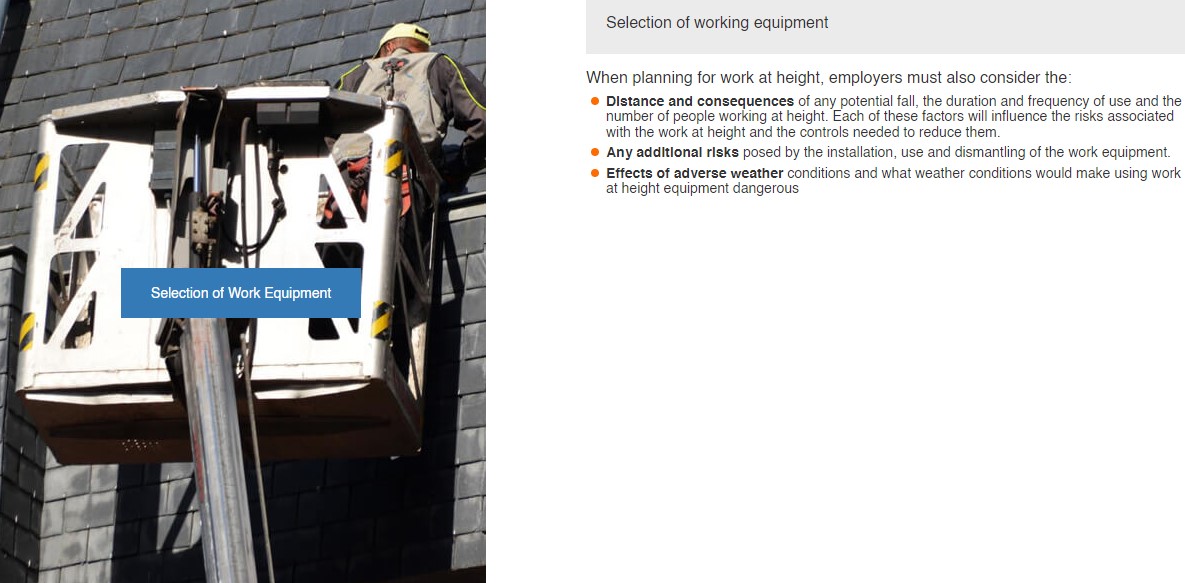 Selection of working equipment
When planning for work at height, employers must also consider the:
Distance and consequences of any potential fall, the duration and frequency of use and the
number of people working at height. Each of these factors will influence the risks associated
with the work at height and the controls needed to reduce them.
Any additional risks posed by the installation, use and dismantling of the work equipment.
Effects of adverse weather conditions and what weather conditions would make using work
at height equipment dangerous
Selection of Work Equipment